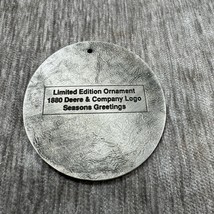 Limited Edition Ornament
1880 Deere & Company Logo
Seasons Greetings